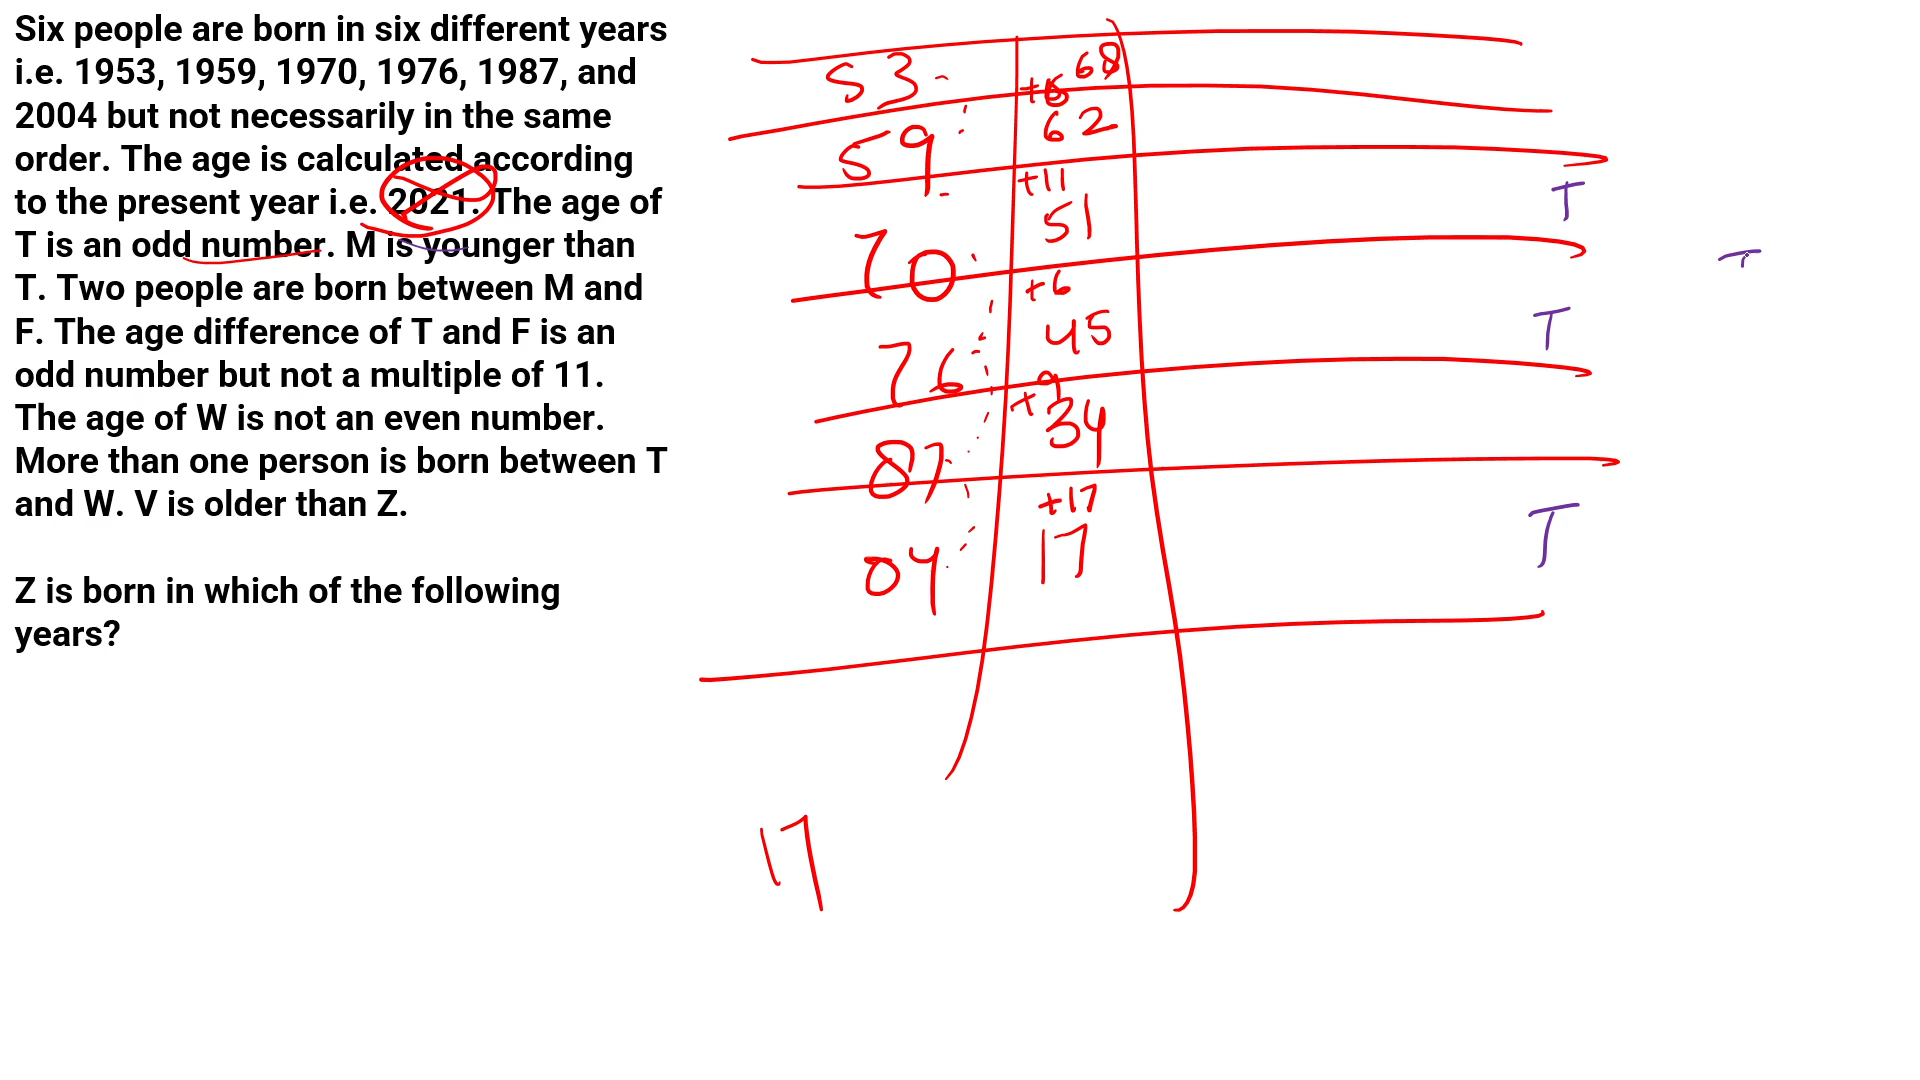 Six people are born in six different years
i.e. 1953, 1959, 1970, 1976, 1987, and
2004 but not necessarily in the same
order. The age is calculated according
to the present year i.e. 2021. The age of
T is an odd number. M is younger than
T. Two people are born between M and
F. The age difference of T and F is an
odd number but not a multiple of 11.
The age of W is not an even number.
More than one person is born between T
and W. V is older than Z.
Z is born in which of the following
years?
53 68
+6
59 62
+11
70 51 T
+6
76 45 T
+9
87 34
+17
04 17 T
T
17